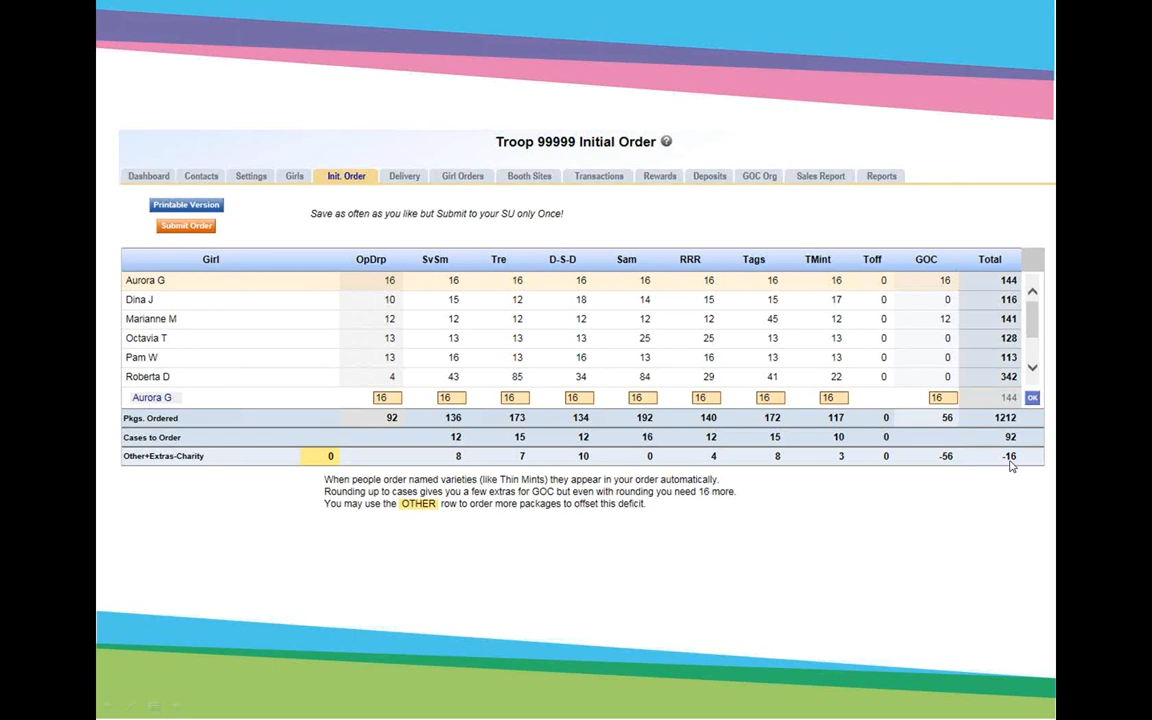 Troop 99999 Initial Order ?
Dashboard Contacts Settings Girls Init. Order Delivery Girl Orders Booth Sites Transactions Rewards Deposits GOC Org Sales Report Reports
Printable Version
Save as often as you like but Submit to your SU only Once!
Submit Order
Girl OpDrp SvSm Tre D-S-D Sam RRR Tags TMint Toff GOC Total
Aurora G 16 16 16 16 16 16 16 16 0 16 144
Dina J 10 15 12 18 14 15 15 17 0 0 116
Marianne M 12 12 12 12 12 12 45 12 0 12 141
Octavia T 13 13 13 13 25 25 13 13 0 0 128
Pam W 13 16 13 16 13 16 13 13 0 0 113
Roberta D 4 43 85 34 84 29 41 22 0 0 342
Aurora G 16 16 16 16 16 16 16 16 16 144 OK
Pkgs. Ordered 92 136 173 134 192 140 172 117 0 56 1212
Cases to Order 12 15 12 16 12 15 10 0 92
Other+Extras-Charity 0 8 7 10 0 4 8 3 0 -56 -16
When people order named varieties (like Thin Mints) they appear in your order automatically.
Rounding up to cases gives you a few extras for GOC but even with rounding you need 16 more.
You may use the OTHER row to order more packages to offset this deficit.